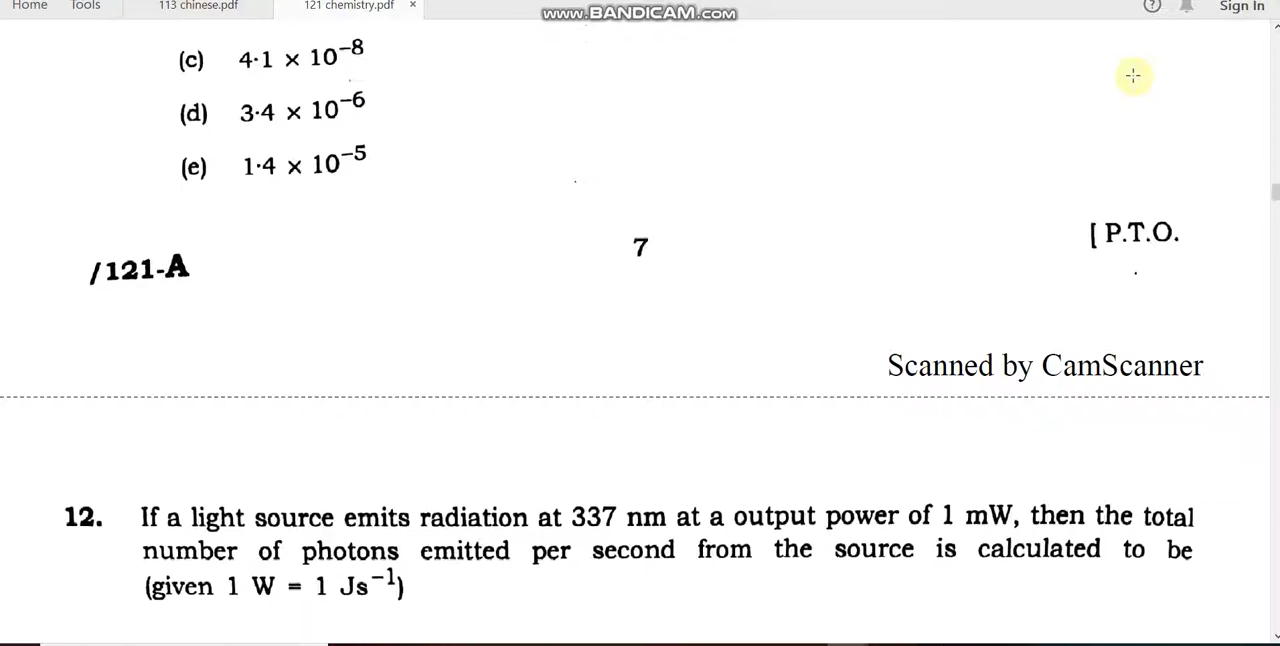 Home Tools 113 chinese.pdf 121 chemistry.pdf × www.BANDICAM.com Sign In
(c) 4·1 × 10⁻⁸
(d) 3·4 × 10⁻⁶
(e) 1·4 × 10⁻⁵
/121-A 7 [ P.T.O.
Scanned by CamScanner
12. If a light source emits radiation at 337 nm at a output power of 1 mW, then the total
number of photons emitted per second from the source is calculated to be
(given 1 W = 1 Js⁻¹)